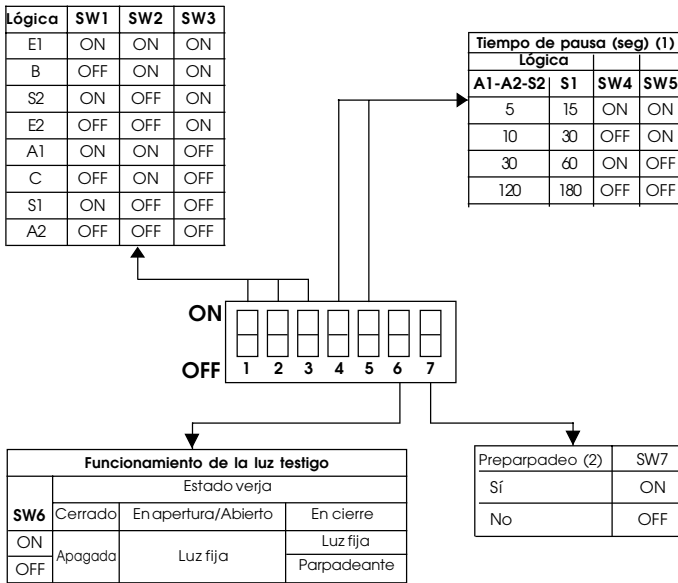 Lógica SW1 SW2 SW3
E1 ON ON ON
B OFF ON ON
S2 ON OFF ON
E2 OFF OFF ON
A1 ON ON OFF
C OFF ON OFF
S1 ON OFF OFF
A2 OFF OFF OFF
Tiempo de pausa (seg) (1)
Lógica
A1-A2-S2 S1 SW4 SW5
5 15 ON ON
10 30 OFF ON
30 60 ON OFF
120 180 OFF OFF
ON
OFF
1 2 3 4 5 6 7
Funcionamiento de la luz testigo
Estado verja
SW6 Cerrado En apertura/Abierto En cierre
ON Apagada Luz fija Luz fija
OFF Parpadeante
Preparpadeo (2) SW7
Sí ON
No OFF